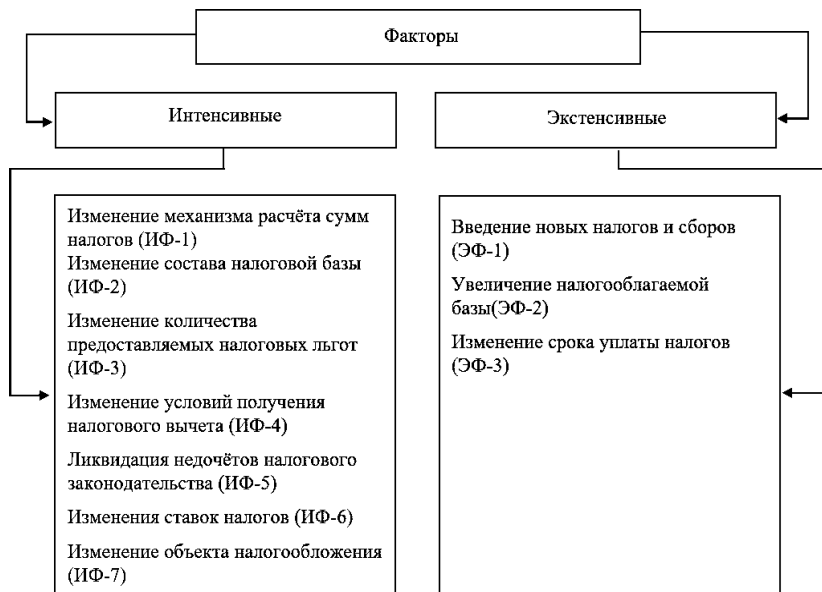 Факторы
Интенсивные
Экстенсивные
Изменение механизма расчёта сумм
налогов (ИФ-1)
Изменение состава налоговой базы
(ИФ-2)
Изменение количества
предоставляемых налоговых льгот
(ИФ-3)
Изменение условий получения
налогового вычета (ИФ-4)
Ликвидация недочётов налогового
законодательства (ИФ-5)
Изменения ставок налогов (ИФ-6)
Изменение объекта налогообложения
(ИФ-7)
Введение новых налогов и сборов
(ЭФ-1)
Увеличение налогооблагаемой
базы(ЭФ-2)
Изменение срока уплаты налогов
(ЭФ-3)